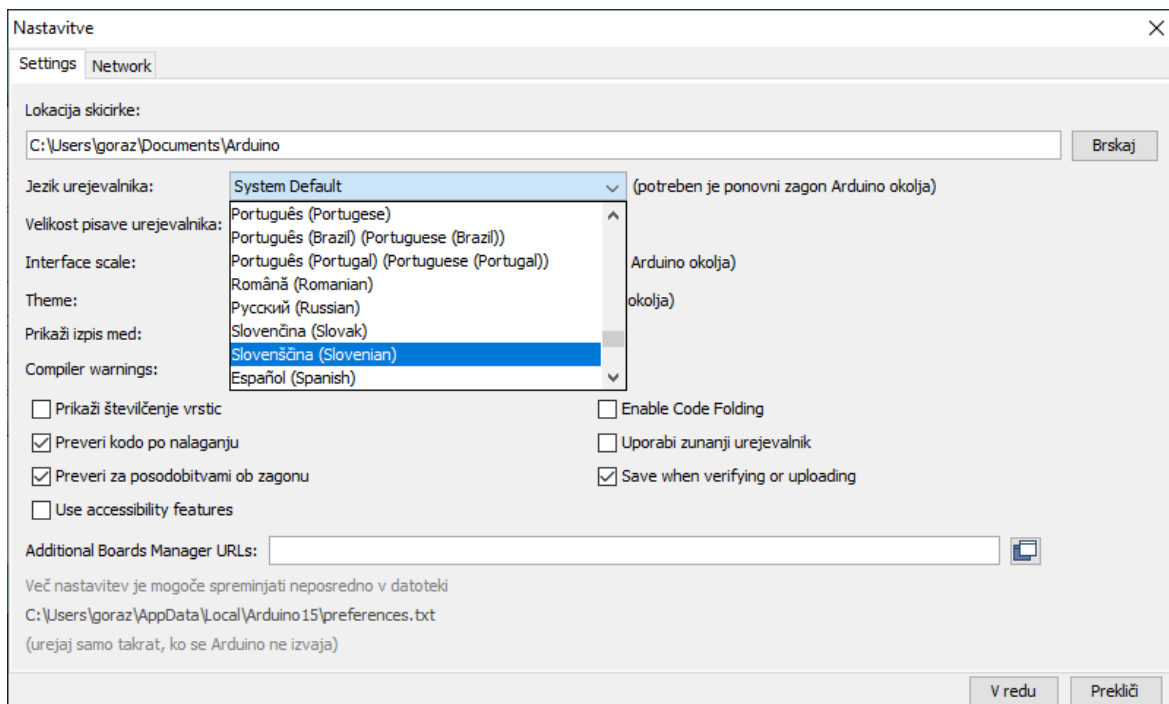 Nastavitve
Settings Network
Lokacija skicirke:
C:\Users\goraz\Documents\Arduino Brskaj
Jezik urejevalnika: System Default (potreben je ponovni zagon Arduino okolja)
Português (Portugese)
Velikost pisave urejevalnika:
Português (Brazil) (Portuguese (Brazil))
Interface scale: Português (Portugal) (Portuguese (Portugal)) Arduino okolja)
Română (Romanian)
Theme: okolja)
Русский (Russian)
Prikaži izpis med: Slovenčina (Slovak)
Slovenščina (Slovenian)
Compiler warnings:
Español (Spanish)
Prikaži številčenje vrstic Enable Code Folding
Preveri kodo po nalaganju Uporabi zunanji urejevalnik
Preveri za posodobitvami ob zagonu Save when verifying or uploading
Use accessibility features
Additional Boards Manager URLs:
Več nastavitev je mogoče spreminjati neposredno v datoteki
C:\Users\goraz\AppData\Local\Arduino15\preferences.txt
(urejaj samo takrat, ko se Arduino ne izvaja)
V redu Prekliči